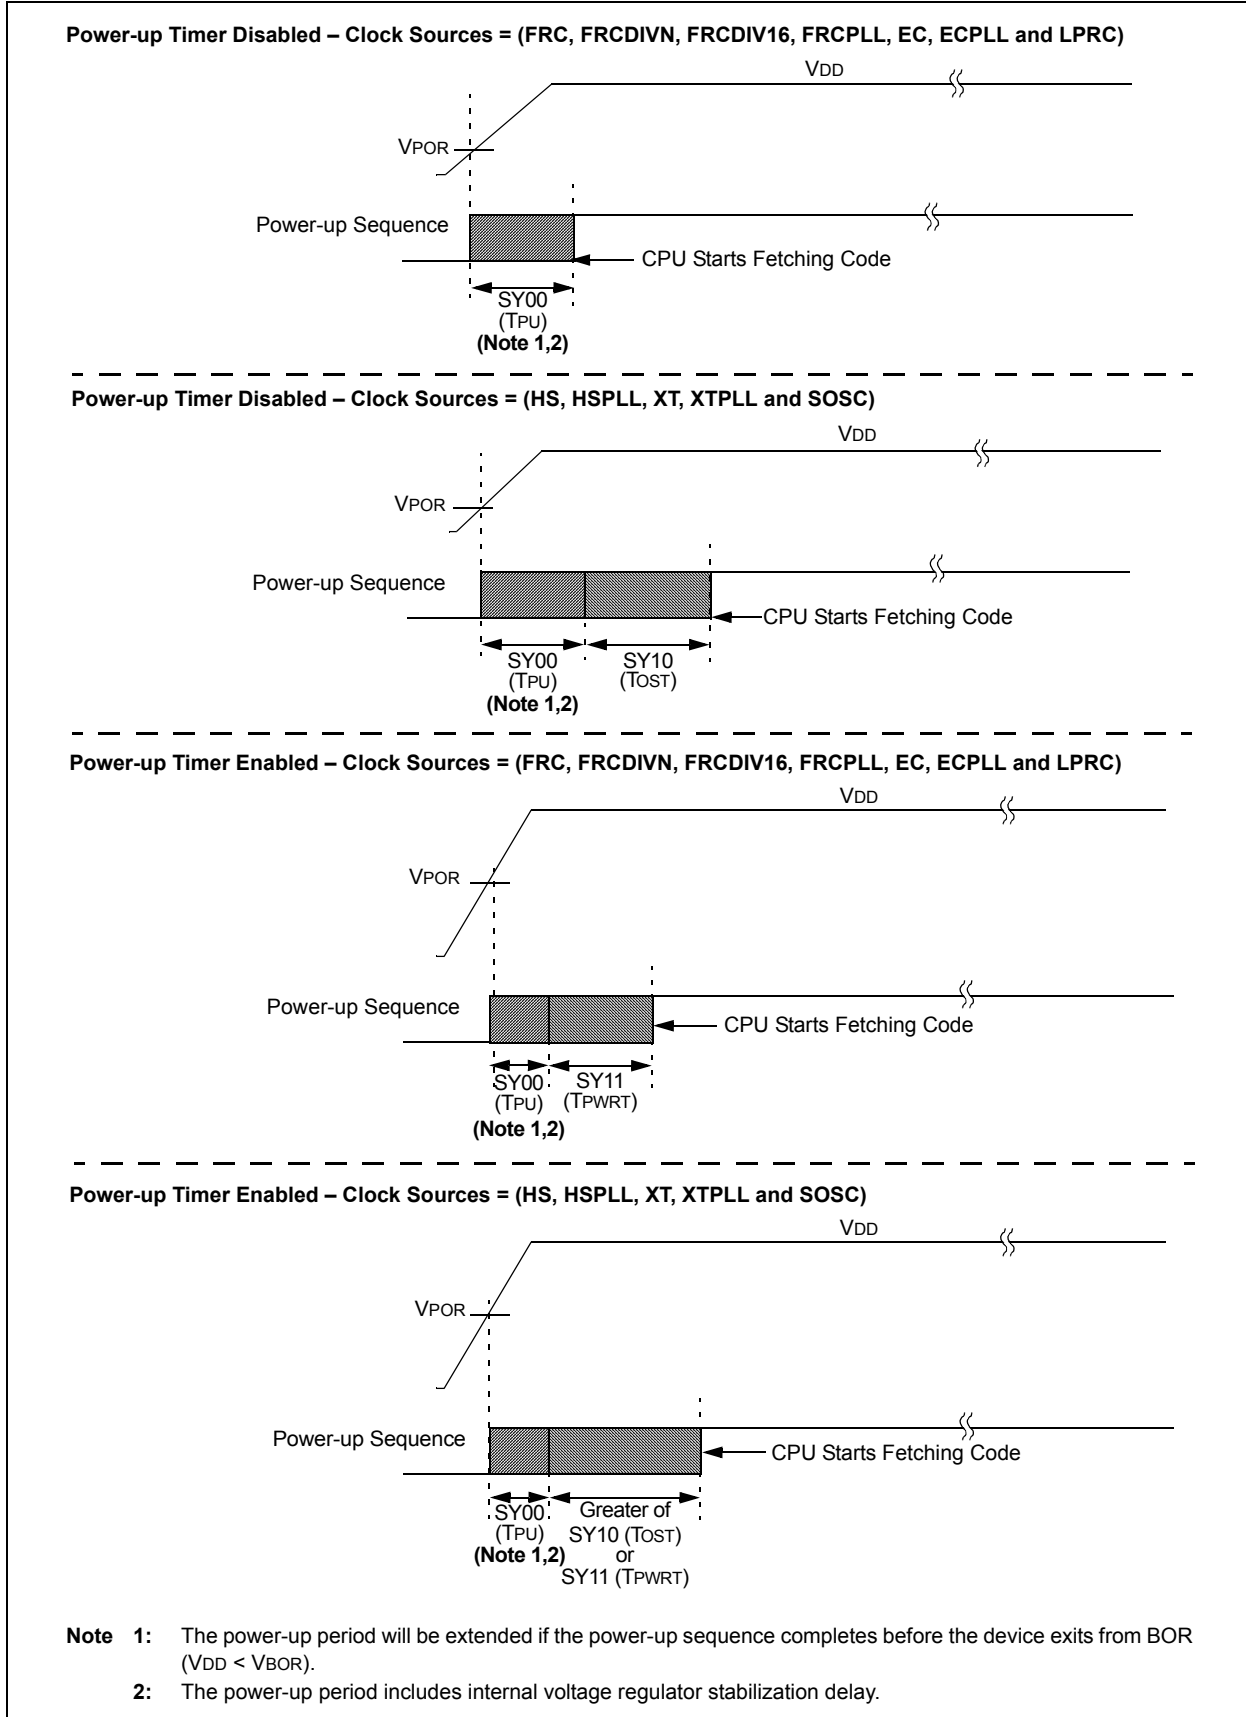 Power-up Timer Disabled – Clock Sources = (FRC, FRCDIVN, FRCDIV16, FRCPLL, EC, ECPLL and LPRC)
VDD
VPOR
Power-up Sequence
CPU Starts Fetching Code
SY00
(TPU)
(Note 1,2)
Power-up Timer Disabled – Clock Sources = (HS, HSPLL, XT, XTPLL and SOSC)
VDD
VPOR
Power-up Sequence
CPU Starts Fetching Code
SY00
(TPU)
(Note 1,2)
SY10
(TOST)
Power-up Timer Enabled – Clock Sources = (FRC, FRCDIVN, FRCDIV16, FRCPLL, EC, ECPLL and LPRC)
VDD
VPOR
Power-up Sequence
CPU Starts Fetching Code
SY00
(TPU)
(Note 1,2)
SY11
(TPWRT)
Power-up Timer Enabled – Clock Sources = (HS, HSPLL, XT, XTPLL and SOSC)
VDD
VPOR
Power-up Sequence
CPU Starts Fetching Code
SY00
(TPU)
(Note 1,2)
Greater of
SY10 (TOST)
or
SY11 (TPWRT)
Note 1: The power-up period will be extended if the power-up sequence completes before the device exits from BOR
(VDD < VBOR).
2: The power-up period includes internal voltage regulator stabilization delay.